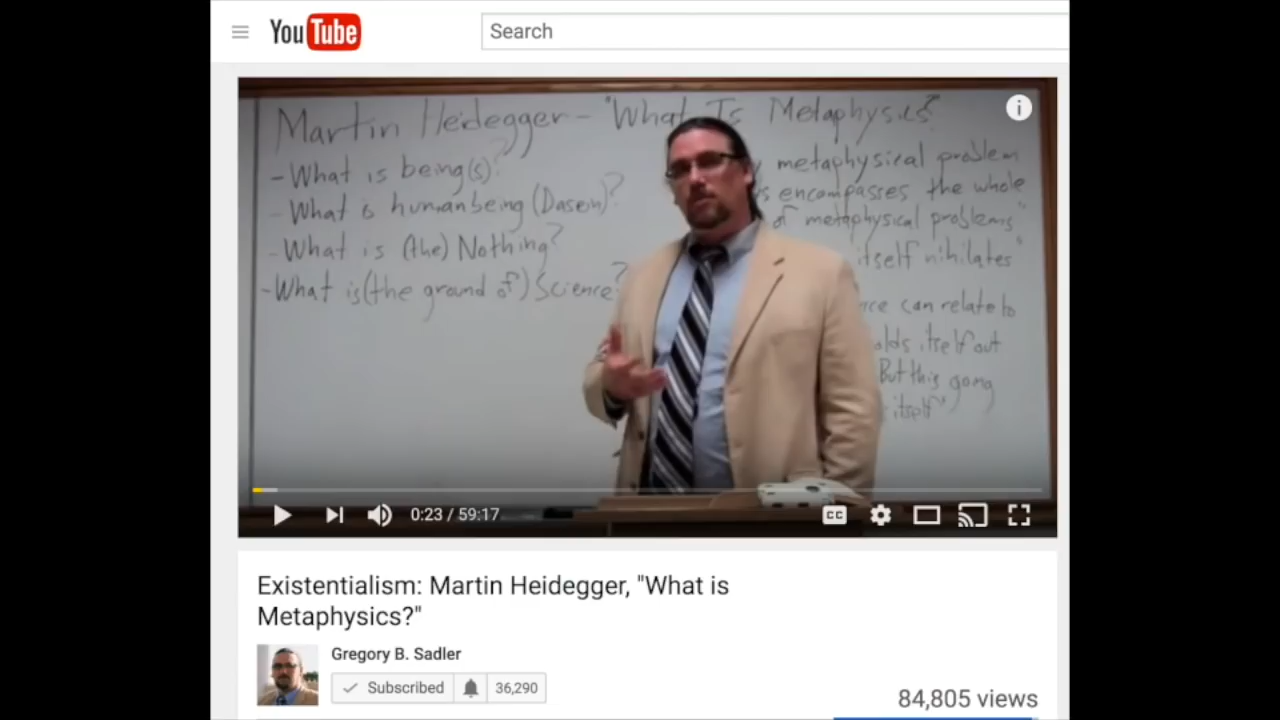 YouTube
Search
Martin Heidegger - "What Is Metaphysics?"
- What is being(s)?
- What is human being (Dasein)?
- What is (the) Nothing?
- What is (the ground of) Science?
metaphysical problem
encompasses the whole
of metaphysical problems"
itself nihilates"
can relate to
itself out
But this going
itself"
0:23 / 59:17
CC
Existentialism: Martin Heidegger, "What is
Metaphysics?"
Gregory B. Sadler
Subscribed 36,290
84,805 views